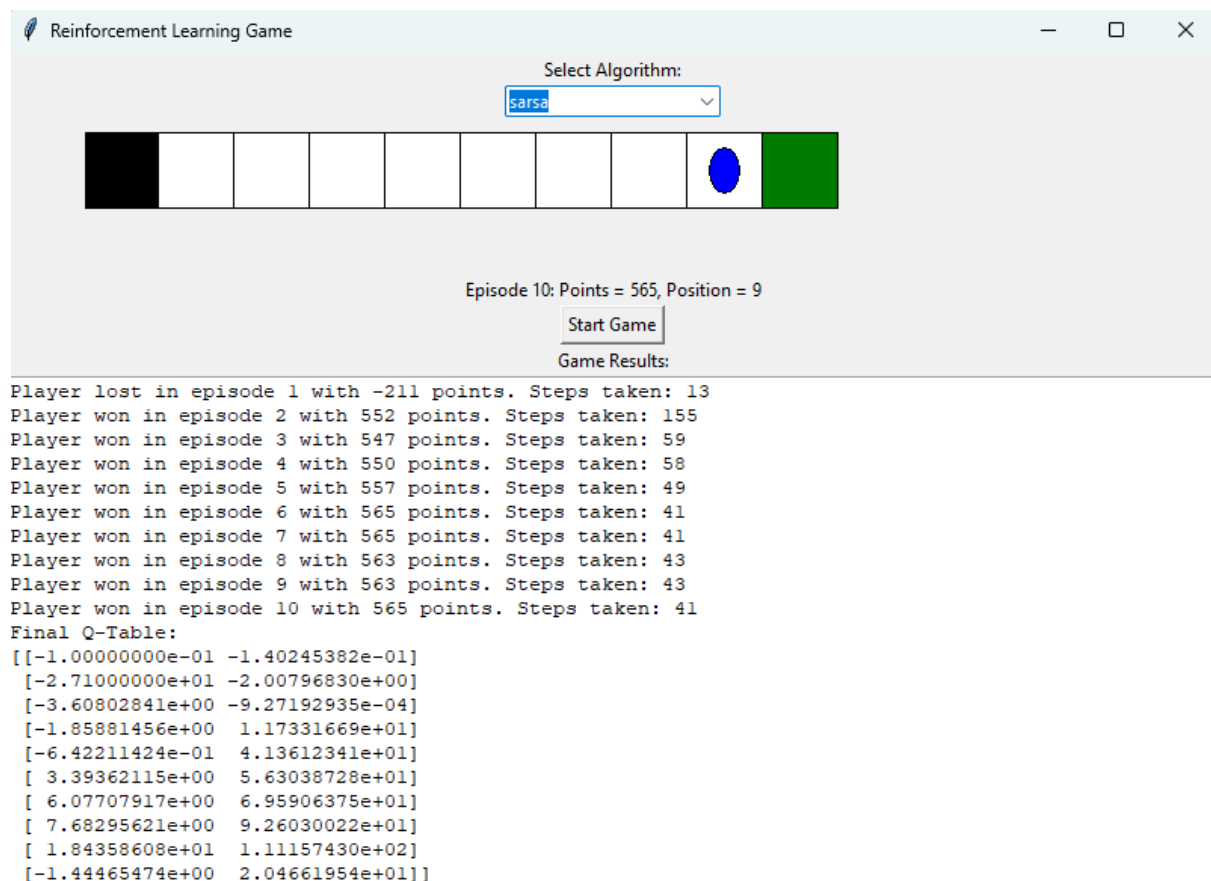 Reinforcement Learning Game
Select Algorithm:
sarsa
Episode 10: Points = 565, Position = 9
Start Game
Game Results:
Player lost in episode 1 with -211 points. Steps taken: 13
Player won in episode 2 with 552 points. Steps taken: 155
Player won in episode 3 with 547 points. Steps taken: 59
Player won in episode 4 with 550 points. Steps taken: 58
Player won in episode 5 with 557 points. Steps taken: 49
Player won in episode 6 with 565 points. Steps taken: 41
Player won in episode 7 with 565 points. Steps taken: 41
Player won in episode 8 with 563 points. Steps taken: 43
Player won in episode 9 with 563 points. Steps taken: 43
Player won in episode 10 with 565 points. Steps taken: 41
Final Q-Table:
[[-1.00000000e-01 -1.40245382e-01]
[-2.71000000e+01 -2.00796830e+00]
[-3.60802841e+00 -9.27192935e-04]
[-1.85881456e+00 1.17331669e+01]
[-6.42211424e-01 4.13612341e+01]
[ 3.39362115e+00 5.63038728e+01]
[ 6.07707917e+00 6.95906375e+01]
[ 7.68295621e+00 9.26030022e+01]
[ 1.84358608e+01 1.11157430e+02]
[-1.44465474e+00 2.04661954e+01]]